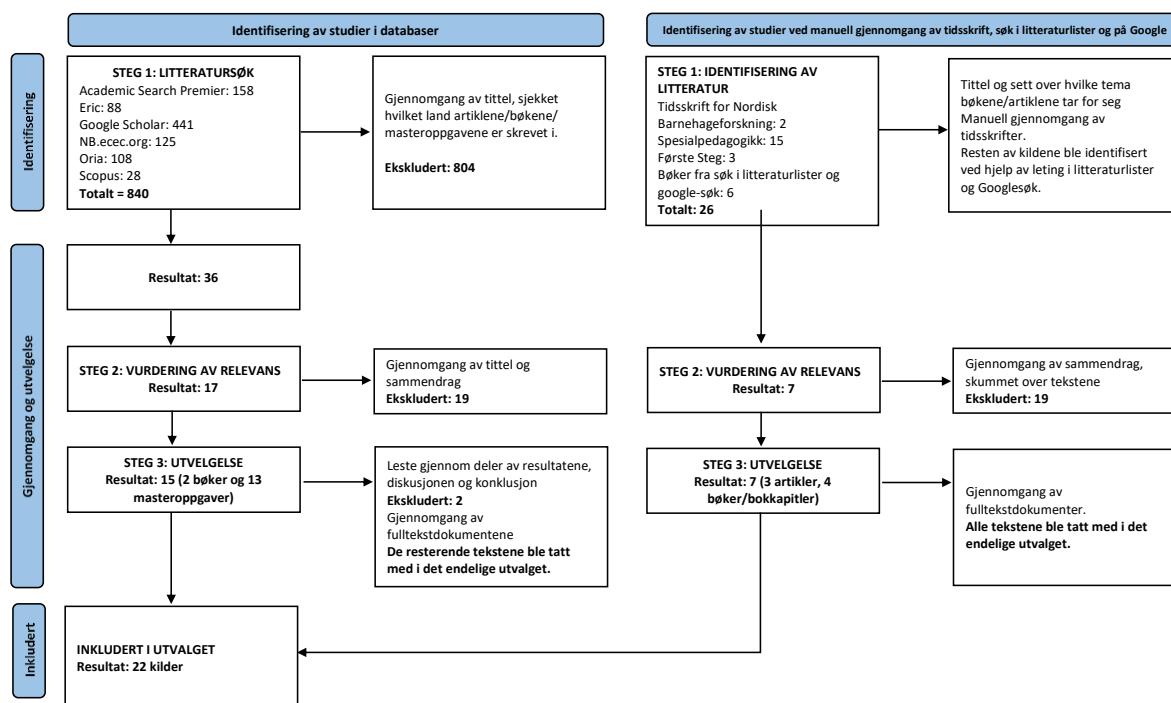 Identifisering av studier i databaser
Identifisering av studier ved manuell gjennomgang av tidsskrift, søk i litteraturlister og på Google
Identifisering
STEG 1: LITTERATURSØK
Academic Search Premier: 158
Eric: 88
Google Scholar: 441
NB.ecec.org: 125
Oria: 108
Scopus: 28
Totalt = 840
Gjennomgang av tittel, sjekket
hvilket land artiklene/bøkene/
masteroppgavene er skrevet i.
Ekskludert: 804
STEG 1: IDENTIFISERING AV
LITTERATUR
Tidsskrift for Nordisk
Barnehageforskning: 2
Spesialpedagogikk: 15
Første Steg: 3
Bøker fra søk i litteraturlister og
google-søk: 6
Totalt: 26
Tittel og sett over hvilke tema
bøkene/artiklene tar for seg
Manuell gjennomgang av
tidsskrifter.
Resten av kildene ble identifisert
ved hjelp av leting i litteraturlister
og Googlesøk.
Gjennomgang og utvelgelse
Resultat: 36
STEG 2: VURDERING AV RELEVANS
Resultat: 17
Gjennomgang av tittel og
sammendrag
Ekskludert: 19
STEG 2: VURDERING AV RELEVANS
Resultat: 7
Gjennomgang av sammendrag,
skummet over tekstene
Ekskludert: 19
STEG 3: UTVELGELSE
Resultat: 15 (2 bøker og 13
masteroppgaver)
Leste gjennom deler av resultatene,
diskusjonen og konklusjon
Ekskludert: 2
Gjennomgang av
fulltekstdokumentene
De resterende tekstene ble tatt
med i det endelige utvalget.
STEG 3: UTVELGELSE
Resultat: 7 (3 artikler, 4
bøker/bokkapitler)
Gjennomgang av
fulltekstdokumenter.
Alle tekstene ble tatt med i det
endelige utvalget.
Inkludert
INKLUDERT I UTVALGET
Resultat: 22 kilder